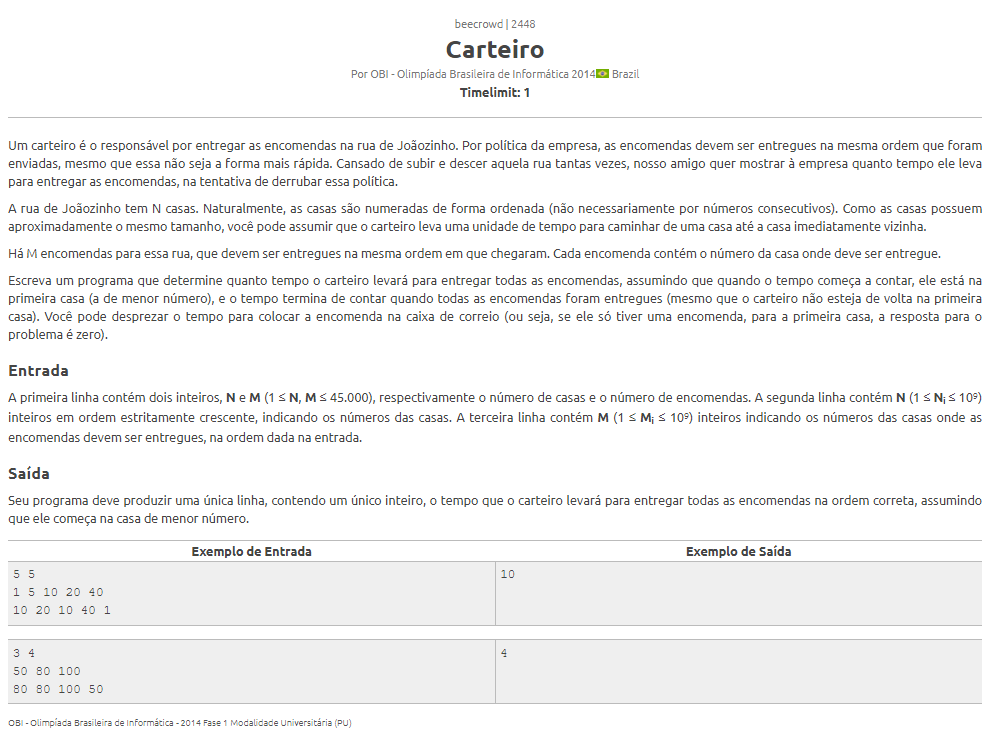 beecrowd | 2448
Carteiro
Por OBI - Olimpíada Brasileira de Informática 2014 Brazil
Timelimit: 1
Um carteiro é o responsável por entregar as encomendas na rua de Joãozinho. Por política da empresa, as encomendas devem ser entregues na mesma ordem que foram
enviadas, mesmo que essa não seja a forma mais rápida. Cansado de subir e descer aquela rua tantas vezes, nosso amigo quer mostrar à empresa quanto tempo ele leva
para entregar as encomendas, na tentativa de derrubar essa política.
A rua de Joãozinho tem N casas. Naturalmente, as casas são numeradas de forma ordenada (não necessariamente por números consecutivos). Como as casas possuem
aproximadamente o mesmo tamanho, você pode assumir que o carteiro leva uma unidade de tempo para caminhar de uma casa até a casa imediatamente vizinha.
Há M encomendas para essa rua, que devem ser entregues na mesma ordem em que chegaram. Cada encomenda contém o número da casa onde deve ser entregue.
Escreva um programa que determine quanto tempo o carteiro levará para entregar todas as encomendas, assumindo que quando o tempo começa a contar, ele está na
primeira casa (a de menor número), e o tempo termina de contar quando todas as encomendas foram entregues (mesmo que o carteiro não esteja de volta na primeira
casa). Você pode desprezar o tempo para colocar a encomenda na caixa de correio (ou seja, se ele só tiver uma encomenda, para a primeira casa, a resposta para o
problema é zero).
Entrada
A primeira linha contém dois inteiros, N e M (1 ≤ N, M ≤ 45.000), respectivamente o número de casas e o número de encomendas. A segunda linha contém N (1 ≤ Nᵢ ≤ 10⁹)
inteiros em ordem estritamente crescente, indicando os números das casas. A terceira linha contém M (1 ≤ Mᵢ ≤ 10⁹) inteiros indicando os números das casas onde as
encomendas devem ser entregues, na ordem dada na entrada.
Saída
Seu programa deve produzir uma única linha, contendo um único inteiro, o tempo que o carteiro levará para entregar todas as encomendas na ordem correta, assumindo
que ele começa na casa de menor número.
Exemplo de Entrada Exemplo de Saída
5 5 10
1 5 10 20 40
10 20 10 40 1
3 4 4
50 80 100
80 80 100 50
OBI - Olimpíada Brasileira de Informática - 2014 Fase 1 Modalidade Universitária (PU)